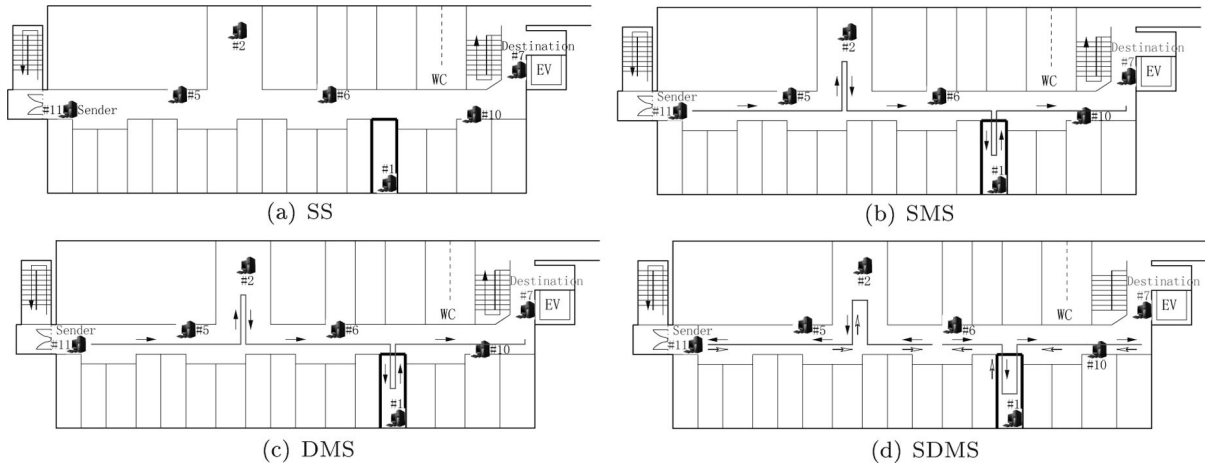 #2
Destination
#7
WC
EV
#5
#6
#11
Sender
#10
#1
(a) SS
#2
Destination
#7
WC
EV
Sender
#5
#6
#11
#10
#1
(b) SMS
#2
Destination
#7
WC
EV
Sender
#5
#6
#11
#10
#1
(c) DMS
#2
Destination
#7
WC
EV
Sender
#5
#6
#11
#10
#1
(d) SDMS